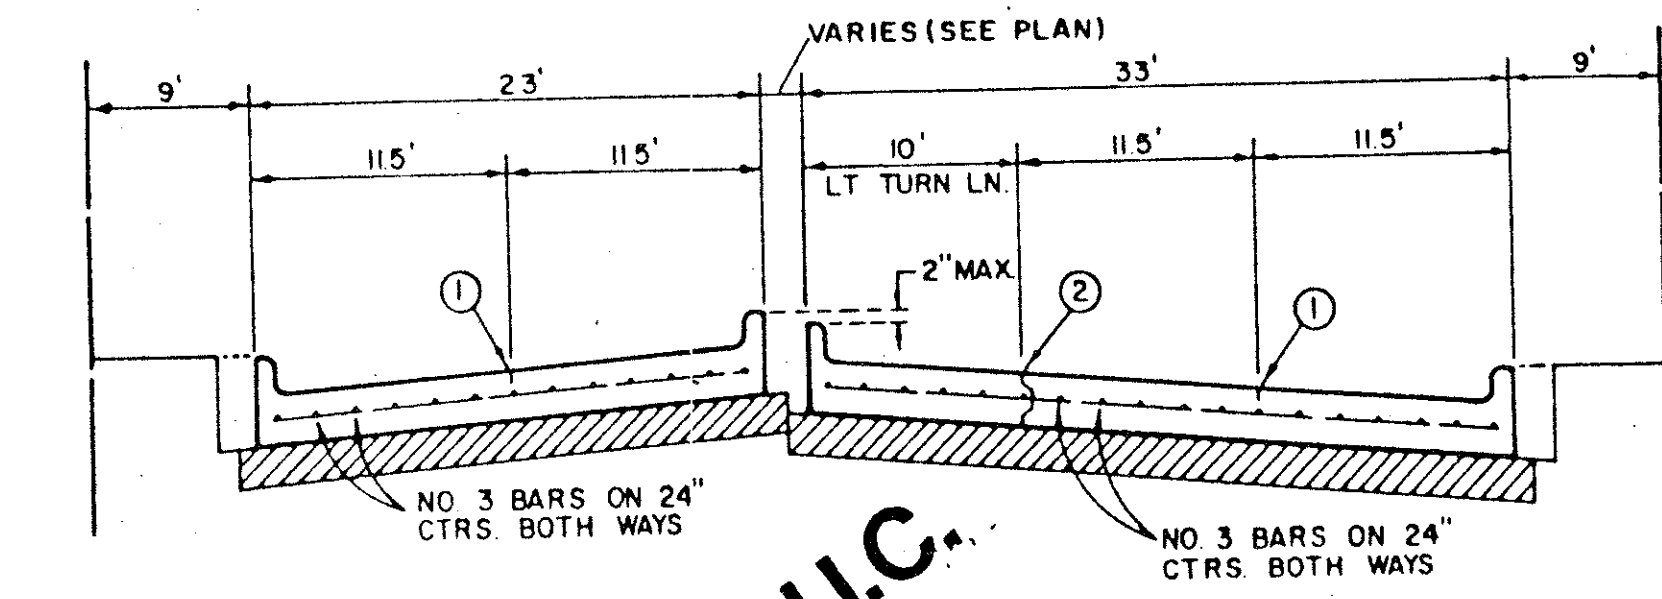 VARIES (SEE PLAN)
9'
23'
33'
9'
11.5'
11.5'
10'
11.5'
11.5'
LT TURN LN.
2" MAX.
1
2
1
NO. 3 BARS ON 24"
CTRS. BOTH WAYS
NO. 3 BARS ON 24"
CTRS. BOTH WAYS